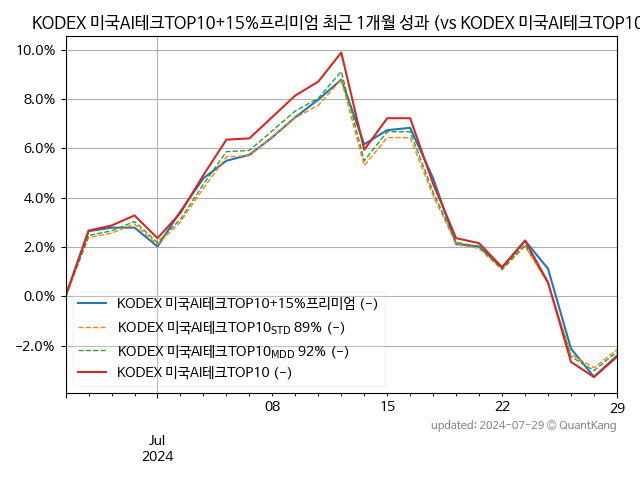 KODEX 미국AI테크TOP10+15%프리미엄 최근 1개월 성과 (vs KODEX 미국AI테크TOP10
10.0%
8.0%
6.0%
4.0%
2.0%
0.0%
−2.0%
KODEX 미국AI테크TOP10+15%프리미엄 (−)
KODEX 미국AI테크TOP10STD 89% (−)
KODEX 미국AI테크TOP10MDD 92% (−)
KODEX 미국AI테크TOP10 (−)
08 15 22 29
Jul
2024
updated: 2024-07-29 © QuantKang